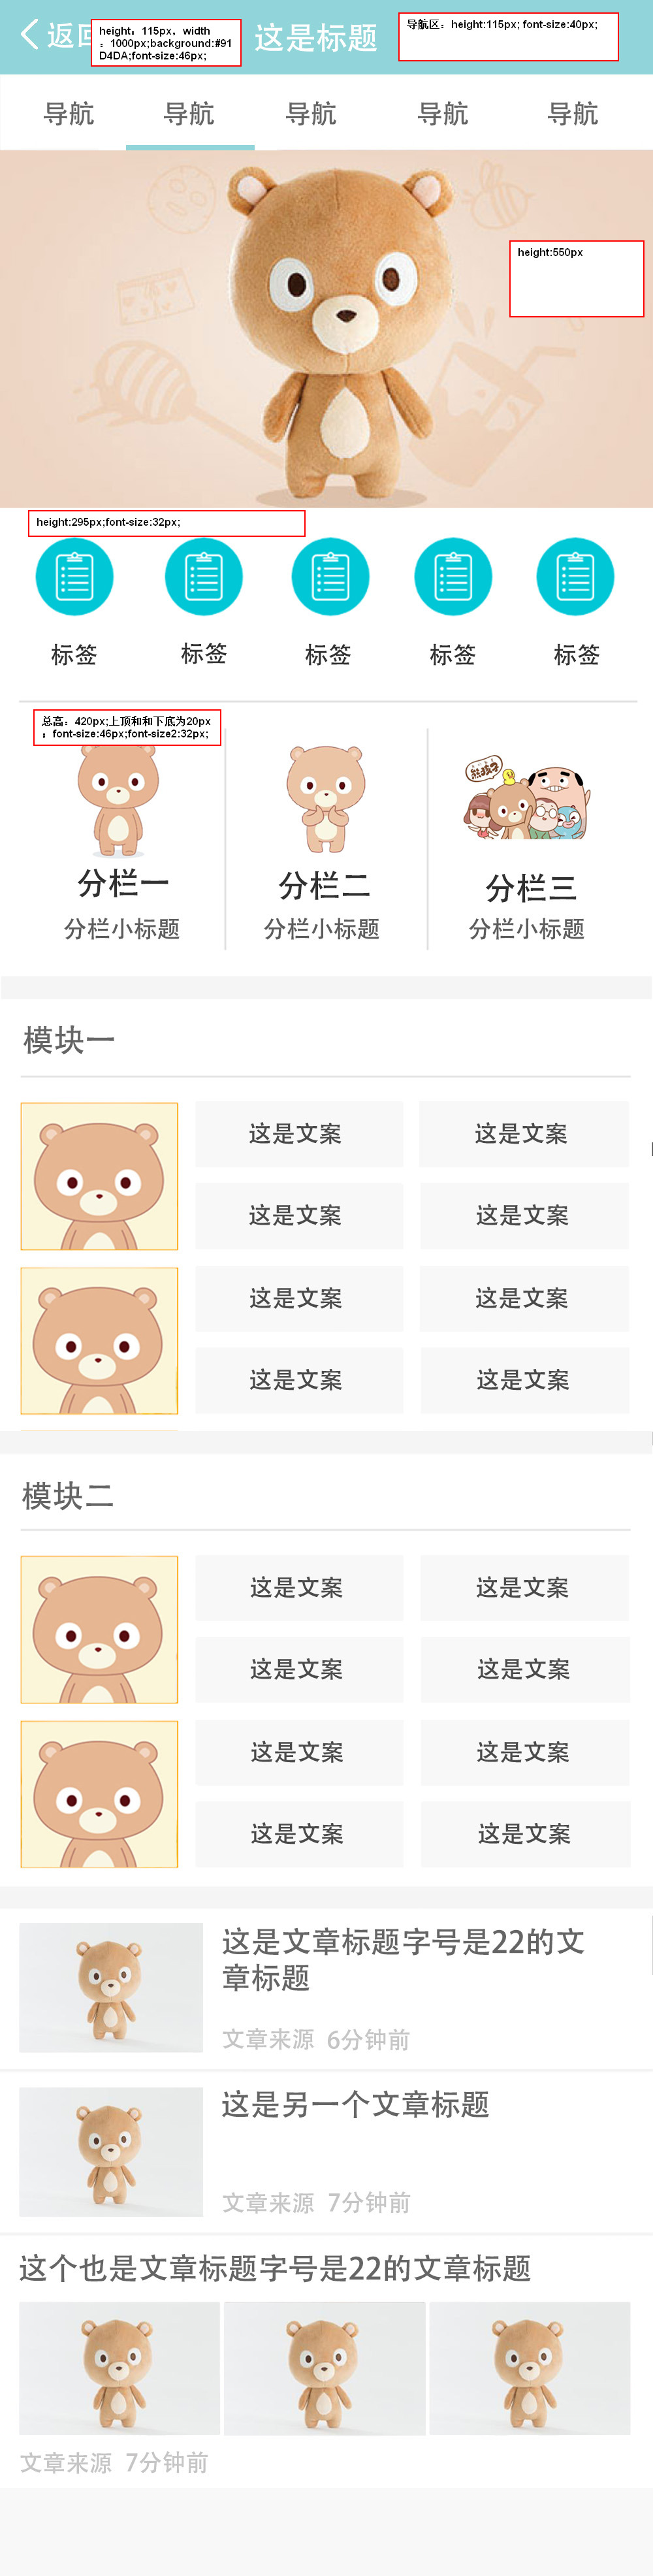 返回
height：115px，width
：1000px;background:#91
D4DA;font-size:46px;
这是标题
导航区：height:115px; font-size:40px;
导航 导航 导航 导航 导航
height:550px
height:295px;font-size:32px;
标签 标签 标签 标签 标签
总高：420px;上顶和和下底为20px
；font-size:46px;font-size2:32px;
熊孩子
分栏一 分栏二 分栏三
分栏小标题 分栏小标题 分栏小标题
模块一
这是文案 这是文案
这是文案 这是文案
这是文案 这是文案
这是文案 这是文案
模块二
这是文案 这是文案
这是文案 这是文案
这是文案 这是文案
这是文案 这是文案
这是文章标题字号是22的文
章标题
文章来源 6分钟前
这是另一个文章标题
文章来源 7分钟前
这个也是文章标题字号是22的文章标题
文章来源 7分钟前